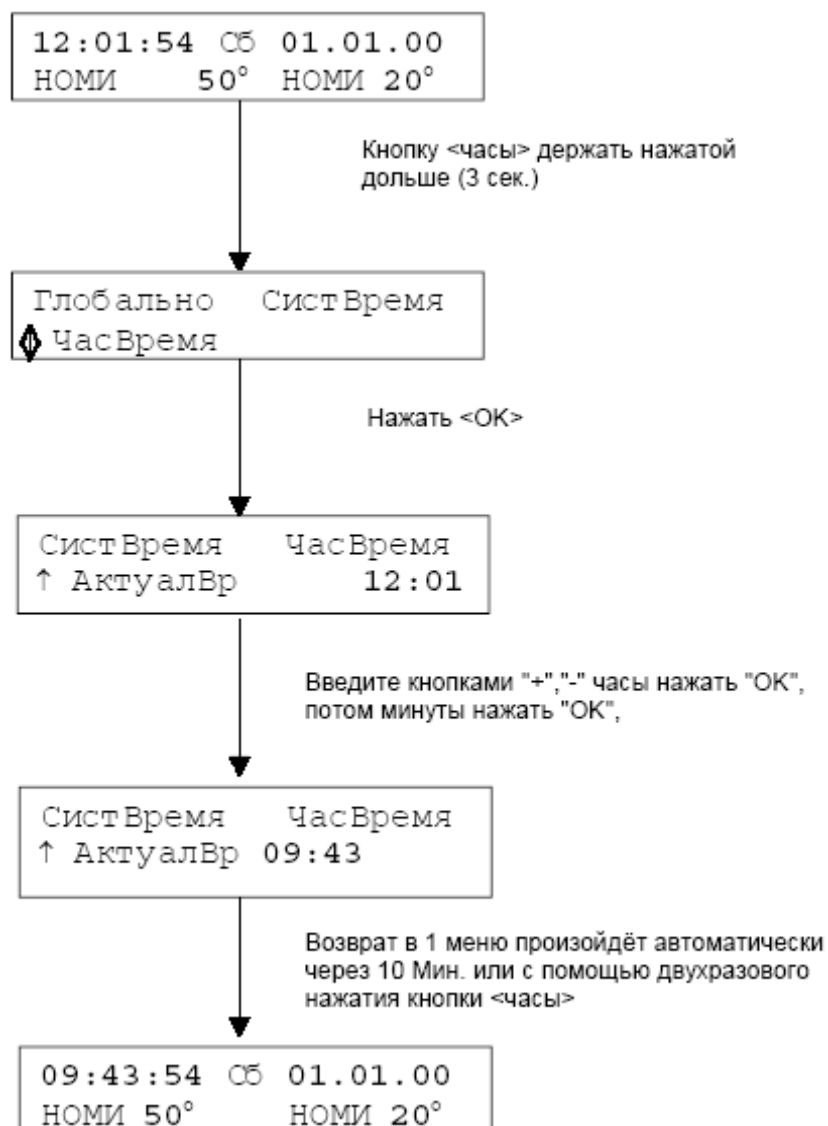 12:01:54 Сб 01.01.00
НОМИ 50° НОМИ 20°
Кнопку <часы> держать нажатой
дольше (3 сек.)
Глобально СистВремя
ЧасВремя
Нажать <ОК>
СистВремя ЧасВремя
↑ АктуалВр 12:01
Введите кнопками "+","-" часы нажать "ОК",
потом минуты нажать "ОК",
СистВремя ЧасВремя
↑ АктуалВр 09:43
Возврат в 1 меню произойдёт автоматически
через 10 Мин. или с помощью двухразового
нажатия кнопки <часы>
09:43:54 Сб 01.01.00
НОМИ 50° НОМИ 20°